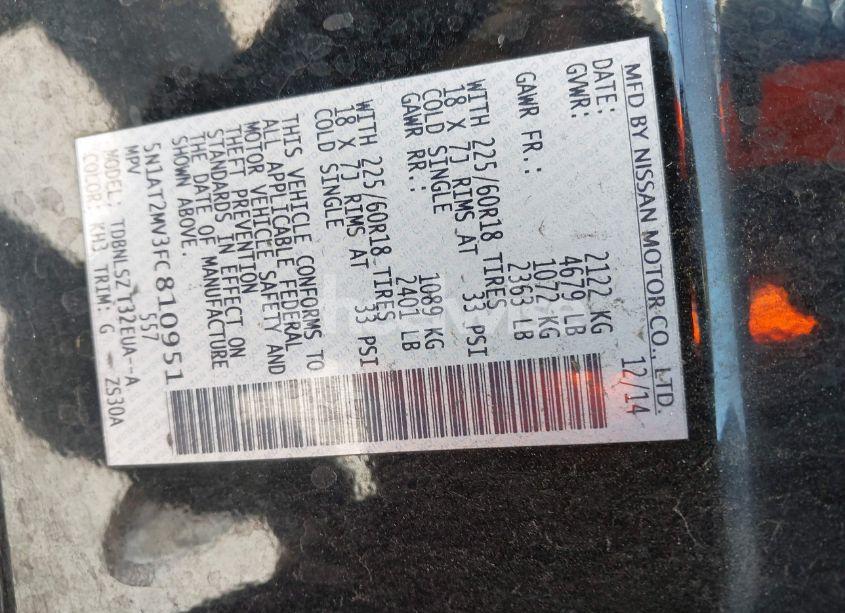 MFD BY NISSAN MOTOR CO., LTD.
DATE: 12/14
GVWR: 2122 KG
4679 LB
GAWR FR.: 1072 KG
2363 LB
WITH 225/60R18 TIRES
18 X 7J RIMS AT 33 PSI
COLD SINGLE
GAWR RR.: 1089 KG
2401 LB
WITH 225/60R18 TIRES
18 X 7J RIMS AT 33 PSI
COLD SINGLE
THIS VEHICLE CONFORMS TO
ALL APPLICABLE FEDERAL
MOTOR VEHICLE SAFETY AND
THEFT PREVENTION
STANDARDS IN EFFECT ON
THE DATE OF MANUFACTURE
SHOWN ABOVE.
5N1AT2MV3FC810951
MPV 557
MODEL: TDBNLSZ T32EUA--A
COLOR: KH3 TRIM: G ZS30A